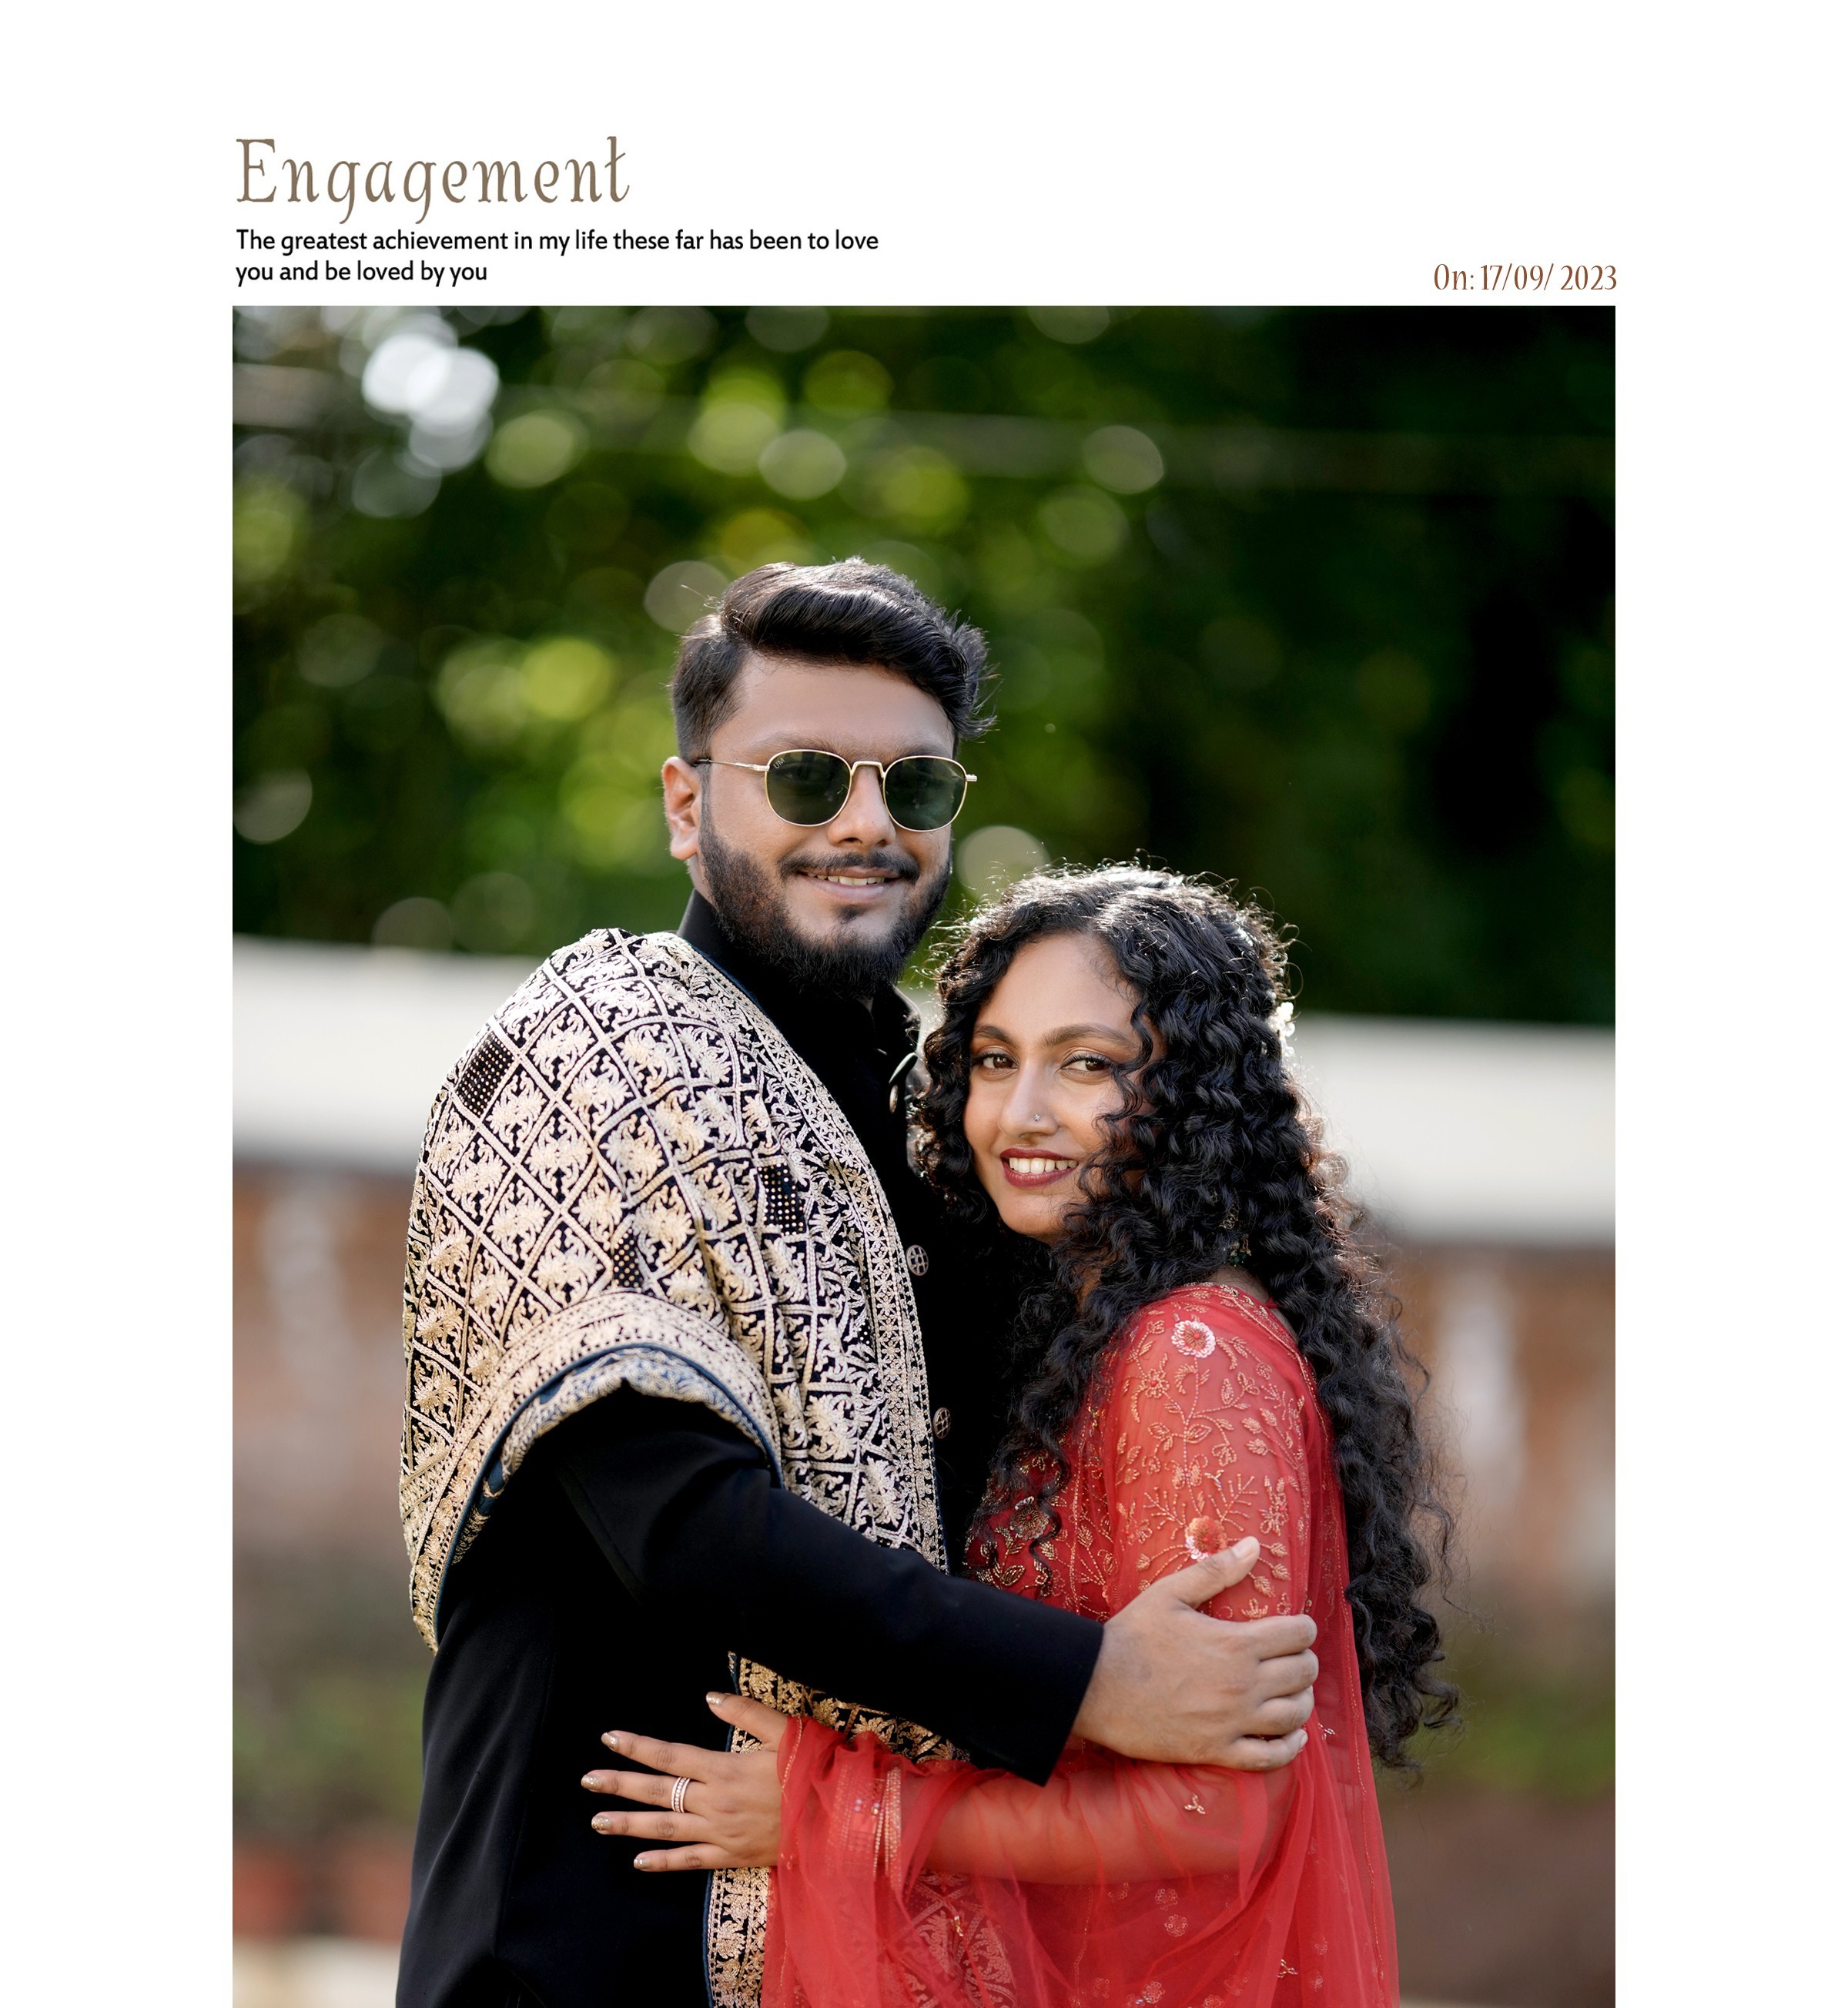 Engagement
The greatest achievement in my life these far has been to love
you and be loved by you
On: 17/09/ 2023